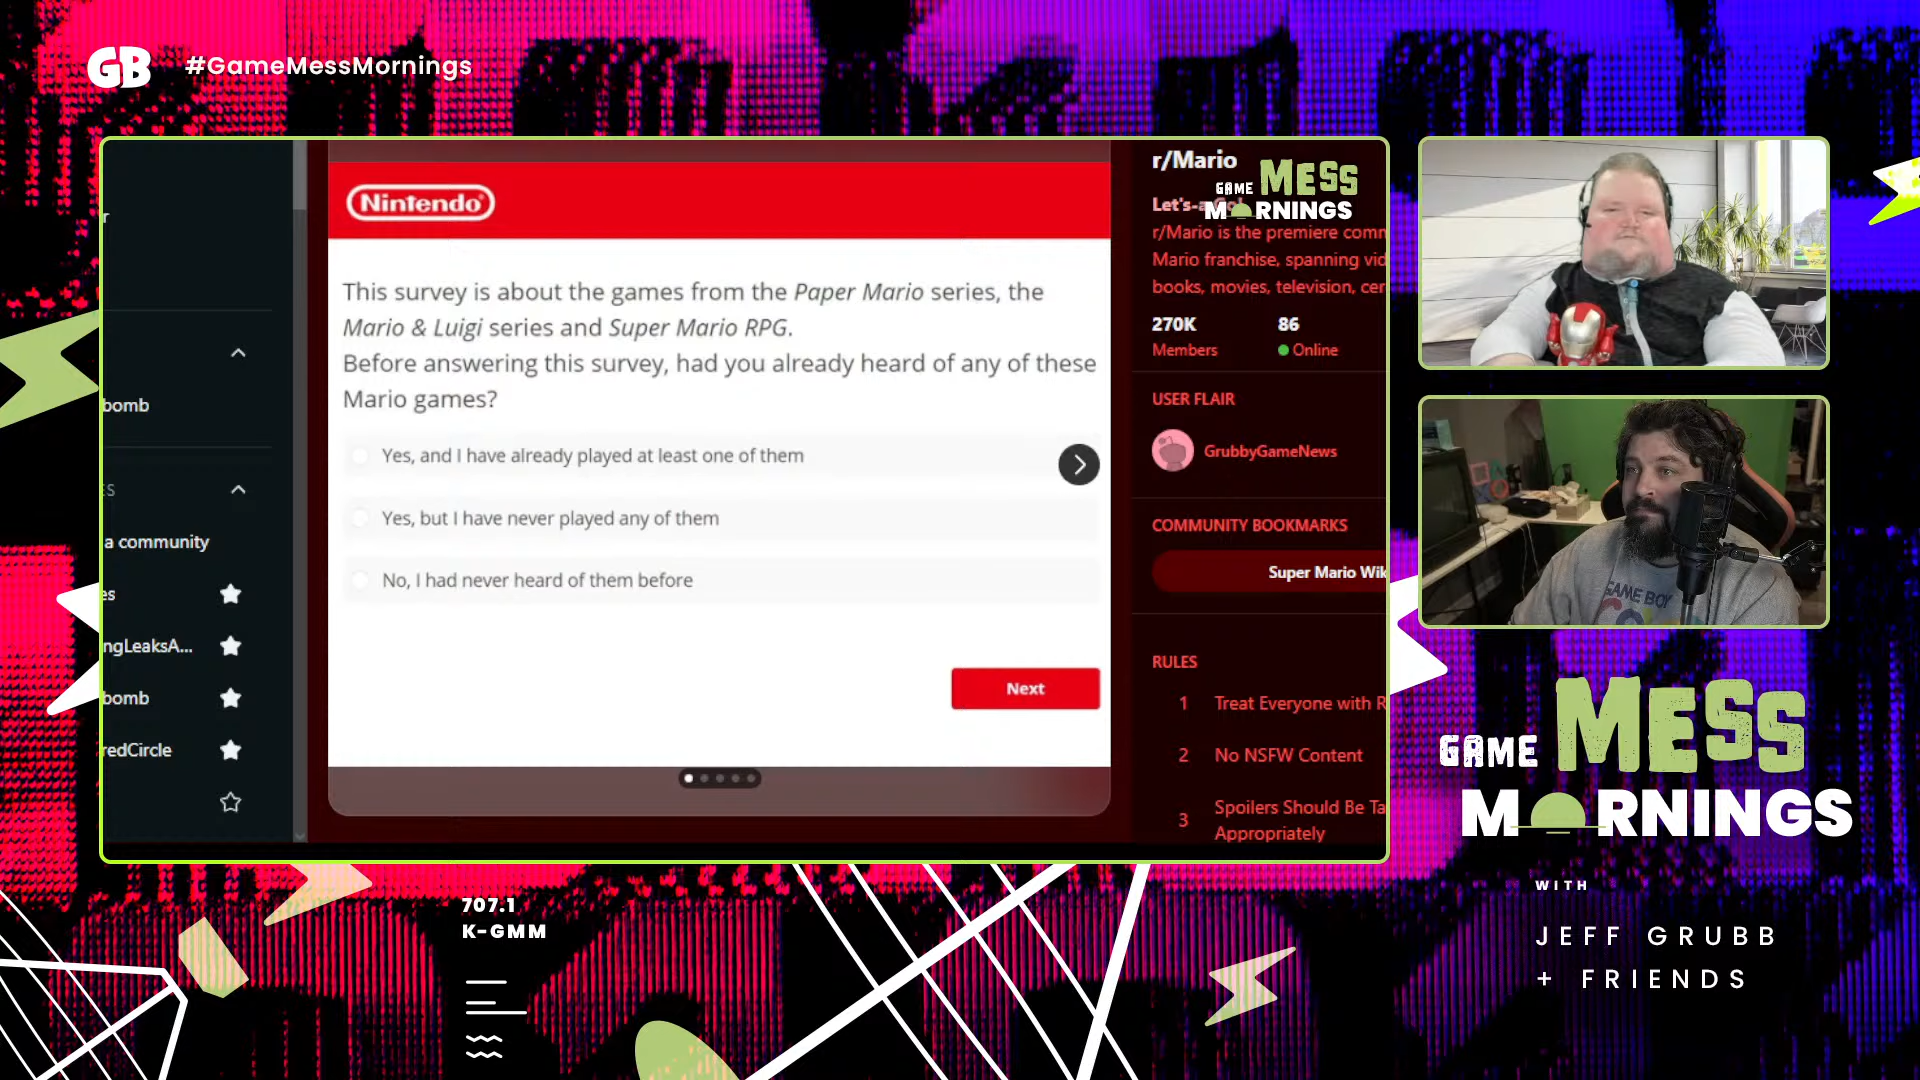 GB
#GameMessMornings
r
bomb
a community
es
ngLeaksA...
bomb
redCircle
Nintendo
This survey is about the games from the Paper Mario series, the
Mario & Luigi series and Super Mario RPG.
Before answering this survey, had you already heard of any of these
Mario games?
Yes, and I have already played at least one of them
Yes, but I have never played any of them
No, I had never heard of them before
Next
r/Mario
GAME MESS
MORNINGS
r/Mario is the premiere comm
Mario franchise, spanning vid
books, movies, television, cer
270K
86
Members
Online
USER FLAIR
GrubbyGameNews
COMMUNITY BOOKMARKS
Super Mario Wik
RULES
1 Treat Everyone with R
2 No NSFW Content
3 Spoilers Should Be Ta
Appropriately
GAME BOY
GAME MESS
MORNINGS
WITH
JEFF GRUBB
+ FRIENDS
707.1
K-GMM